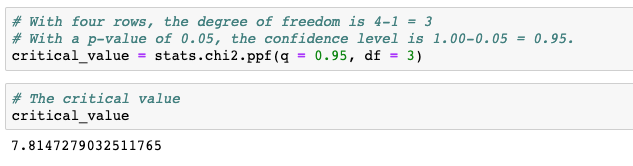 # With four rows, the degree of freedom is 4-1 = 3
# With a p-value of 0.05, the confidence level is 1.00-0.05 = 0.95.
critical_value = stats.chi2.ppf(q = 0.95, df = 3)
# The critical value
critical_value
7.8147279032511765